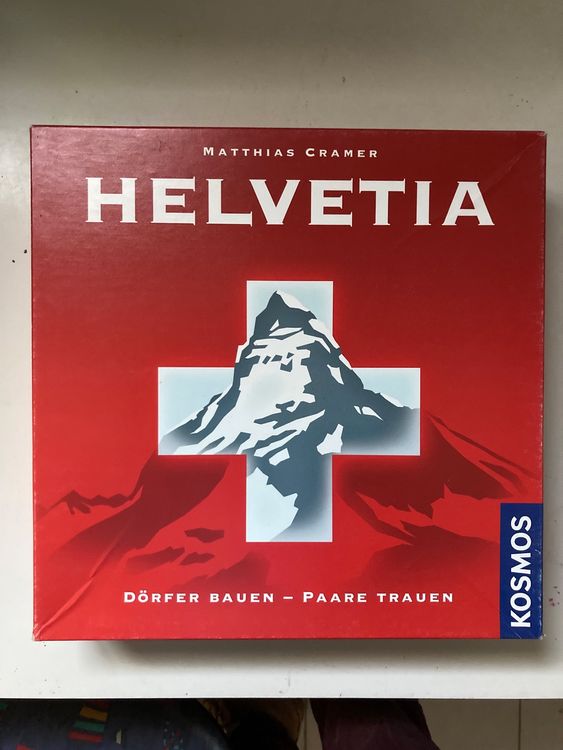 MATTHIAS CRAMER
HELVETIA
DÖRFER BAUEN – PAARE TRAUEN
KOSMOS